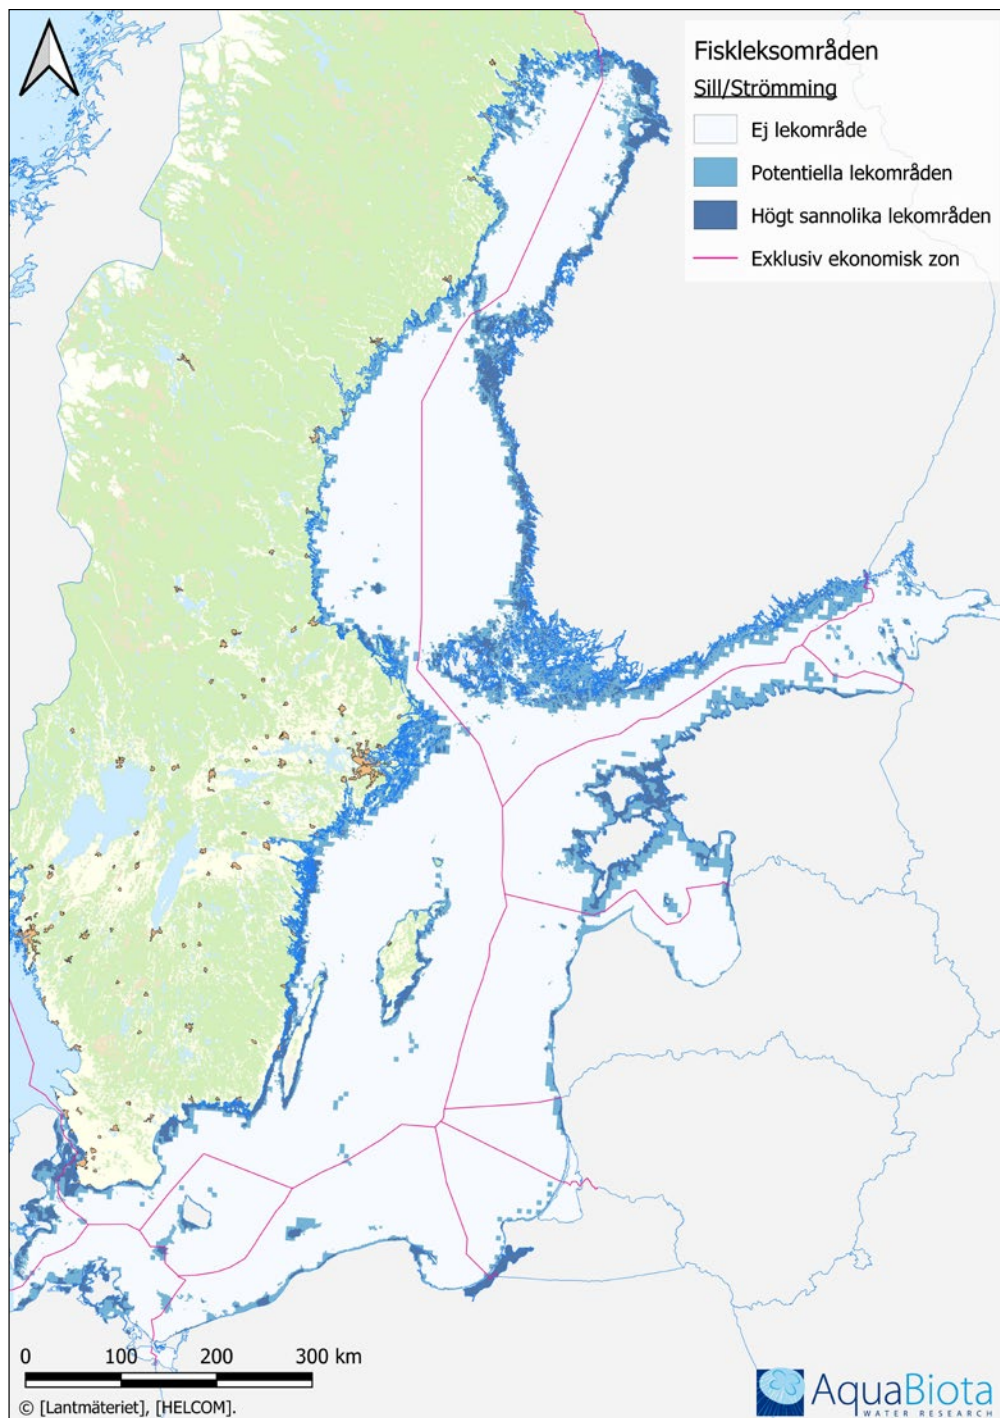 Fiskleksområden
Sill/Strömming
Ej lekområde
Potentiella lekområden
Högt sannolika lekområden
Exklusiv ekonomisk zon
0 100 200 300 km
© [Lantmäteriet], [HELCOM].
AquaBiota
WATER RESEARCH